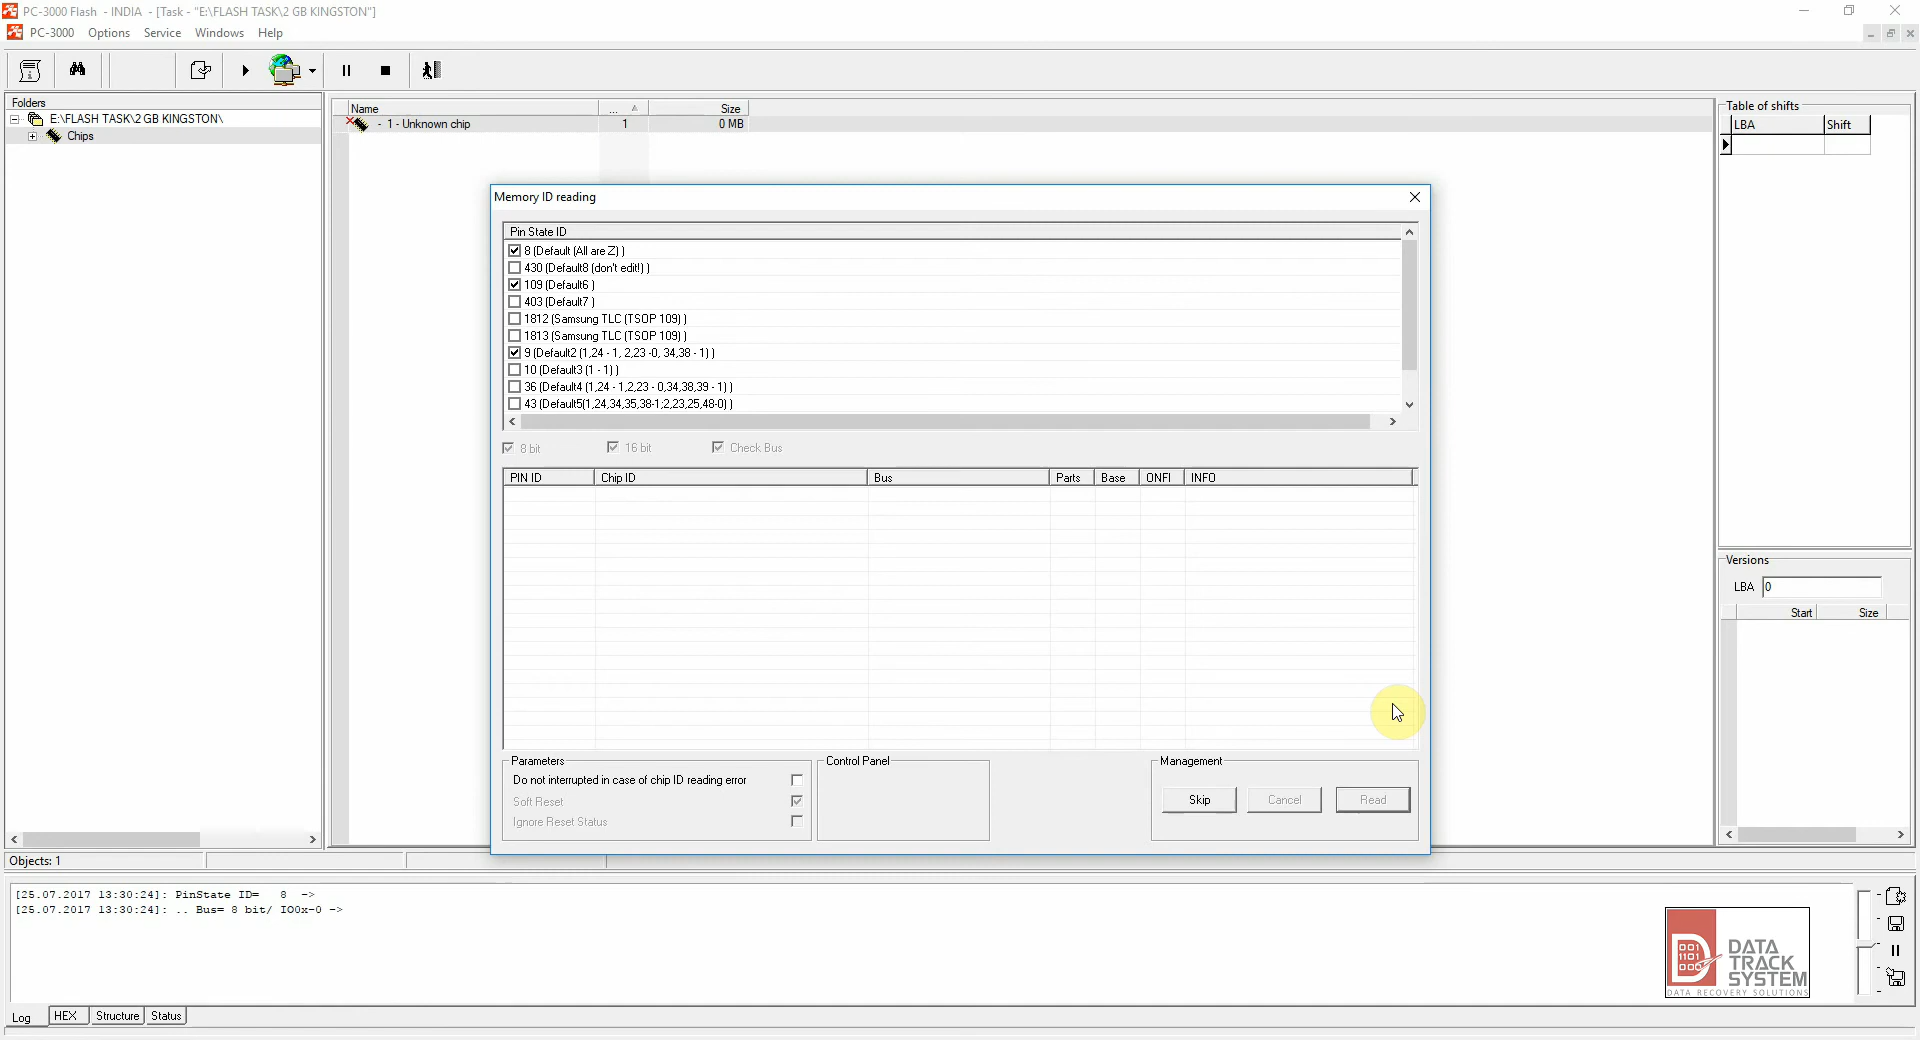 PC-3000 Flash - INDIA - [Task - "E:\FLASH TASK\2 GB KINGSTON"]
PC-3000 Options Service Windows Help
Folders
E:\FLASH TASK\2 GB KINGSTON\
Chips
Name ... Size
- 1 - Unknown chip 1 0 MB
Table of shifts
LBA Shift
Memory ID reading
Pin State ID
8 (Default (All are Z) )
430 (Default8 (don't edit!) )
109 (Default6 )
403 (Default7 )
1812 (Samsung TLC (TSOP 109) )
1813 (Samsung TLC (TSOP 109) )
9 (Default2 (1,24 - 1, 2,23 -0, 34,38 - 1) )
10 (Default3 (1 - 1) )
36 (Default4 (1,24 - 1,2,23 - 0,34,38,39 - 1) )
43 (Default5(1,24,34,35,38-1;2,23,25,48-0) )
8 bit 16 bit Check Bus
PIN ID Chip ID Bus Parts Base ONFI INFO
Versions
LBA 0
Start Size
Parameters
Do not interrupted in case of chip ID reading error
Soft Reset
Ignore Reset Status
Control Panel
Management
Skip Cancel Read
Objects: 1
[25.07.2017 13:30:24]: PinState ID= 8 ->
[25.07.2017 13:30:24]: .. Bus= 8 bit/ IO0x-0 ->
Log HEX Structure Status
001
1101
000
DATA
TRACK
SYSTEM
DATA RECOVERY SOLUTIONS